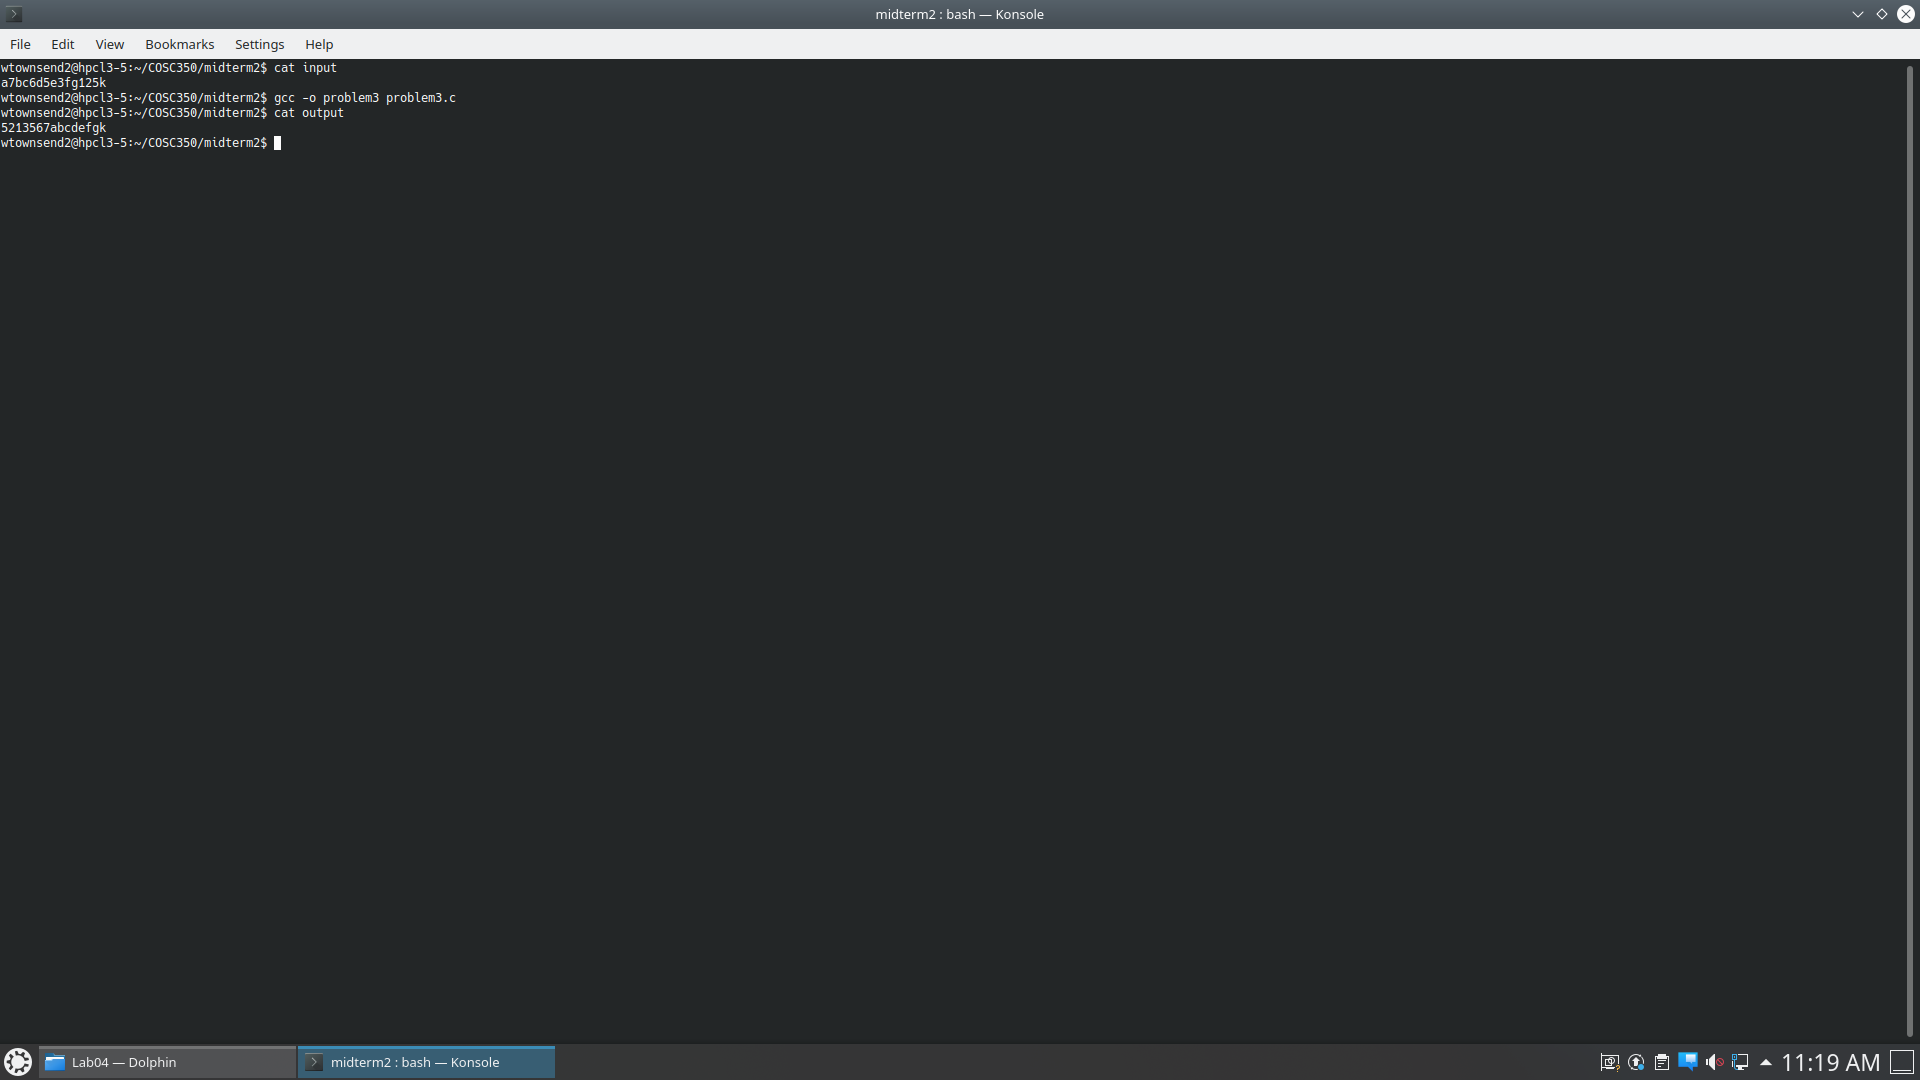 midterm2 : bash — Konsole
File Edit View Bookmarks Settings Help
wtownsend2@hpcl3-5:~/COSC350/midterm2$ cat input
a7bc6d5e3fg125k
wtownsend2@hpcl3-5:~/COSC350/midterm2$ gcc -o problem3 problem3.c
wtownsend2@hpcl3-5:~/COSC350/midterm2$ cat output
5213567abcdefgk
wtownsend2@hpcl3-5:~/COSC350/midterm2$
Lab04 — Dolphin
midterm2 : bash — Konsole
11:19 AM